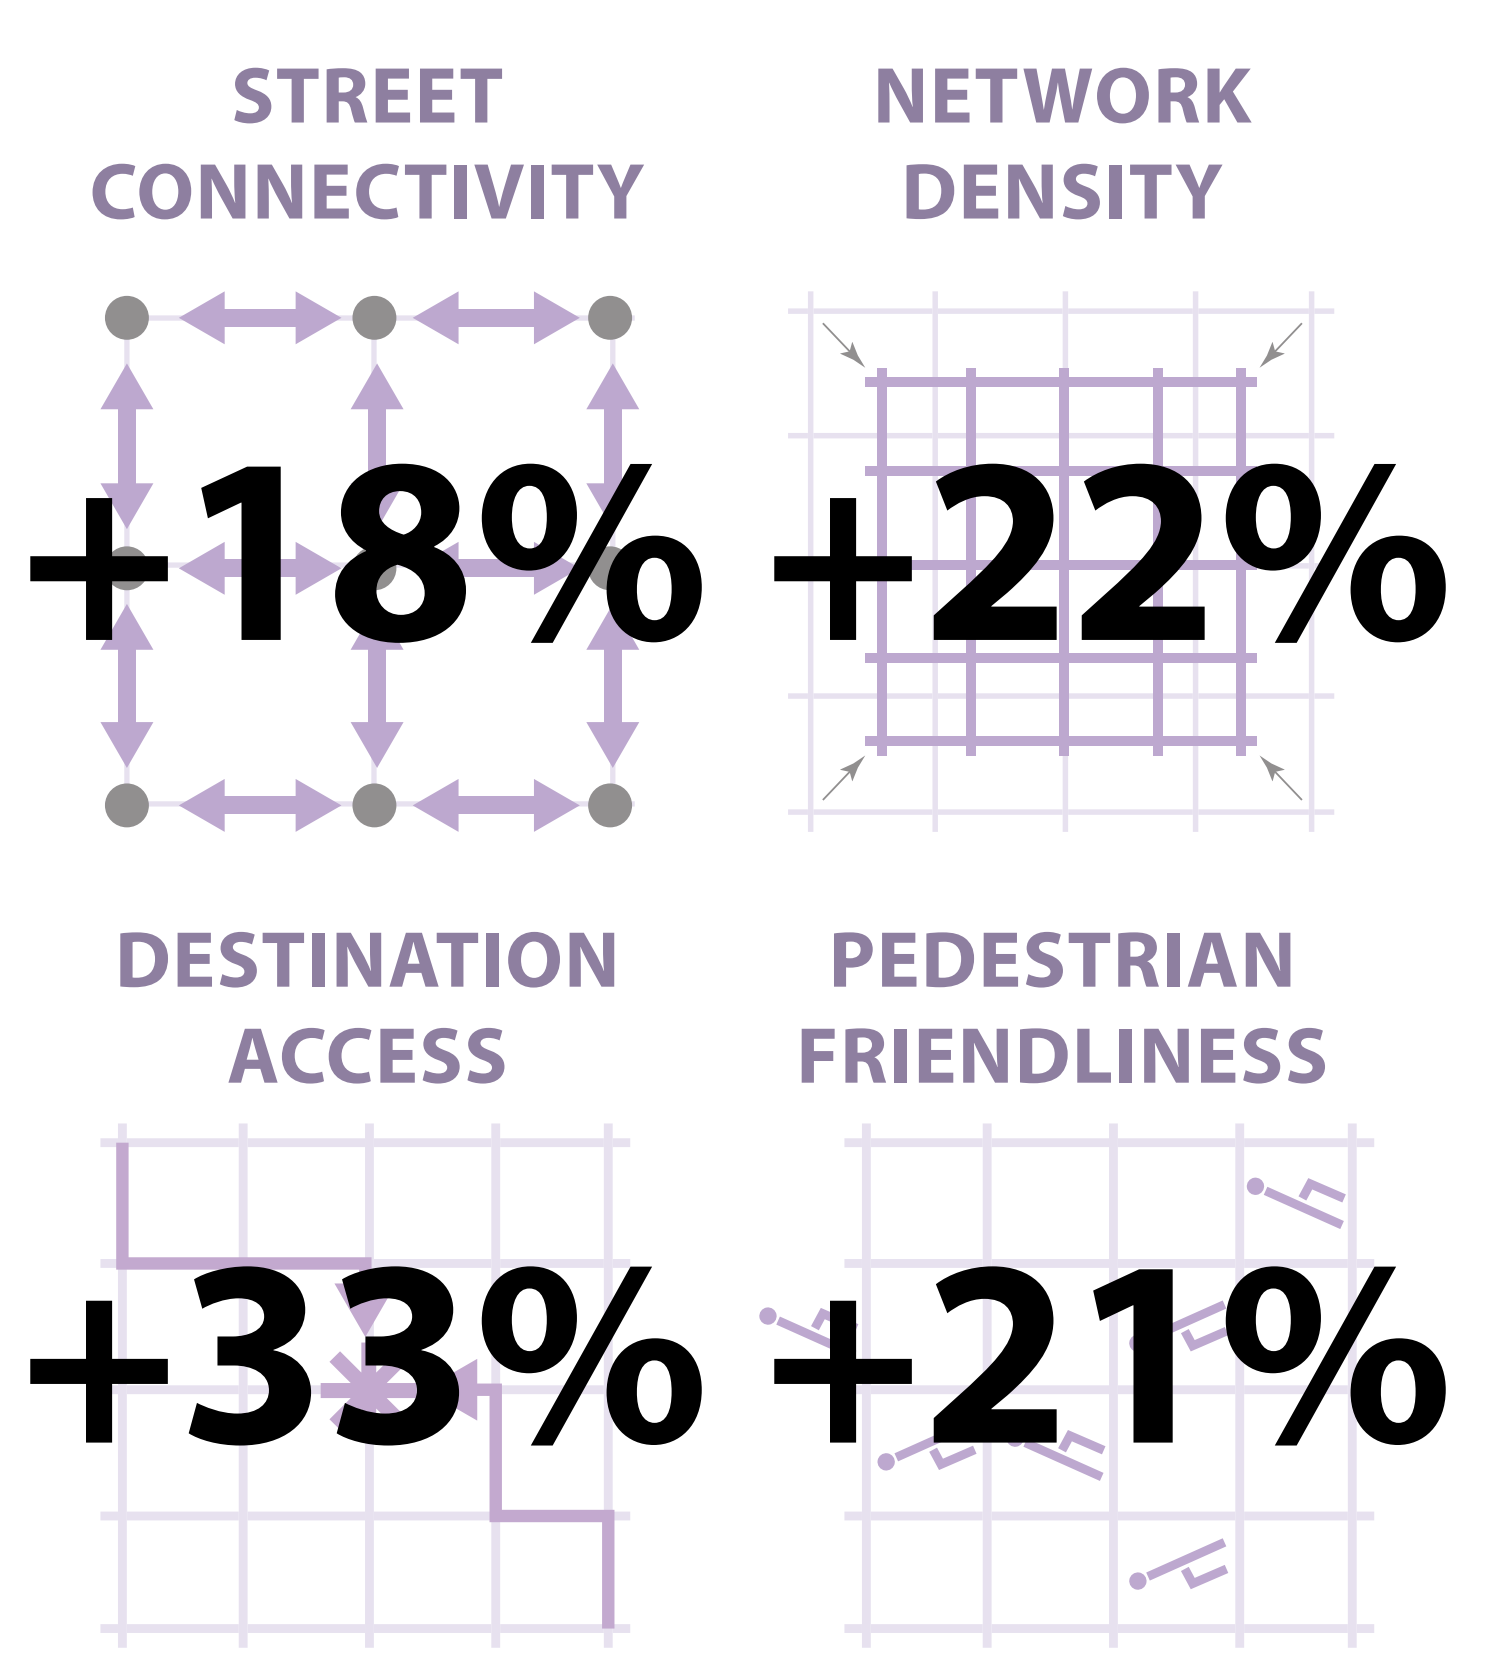 STREET
CONNECTIVITY
+18%
NETWORK
DENSITY
+22%
DESTINATION
ACCESS
+33%
PEDESTRIAN
FRIENDLINESS
+21%